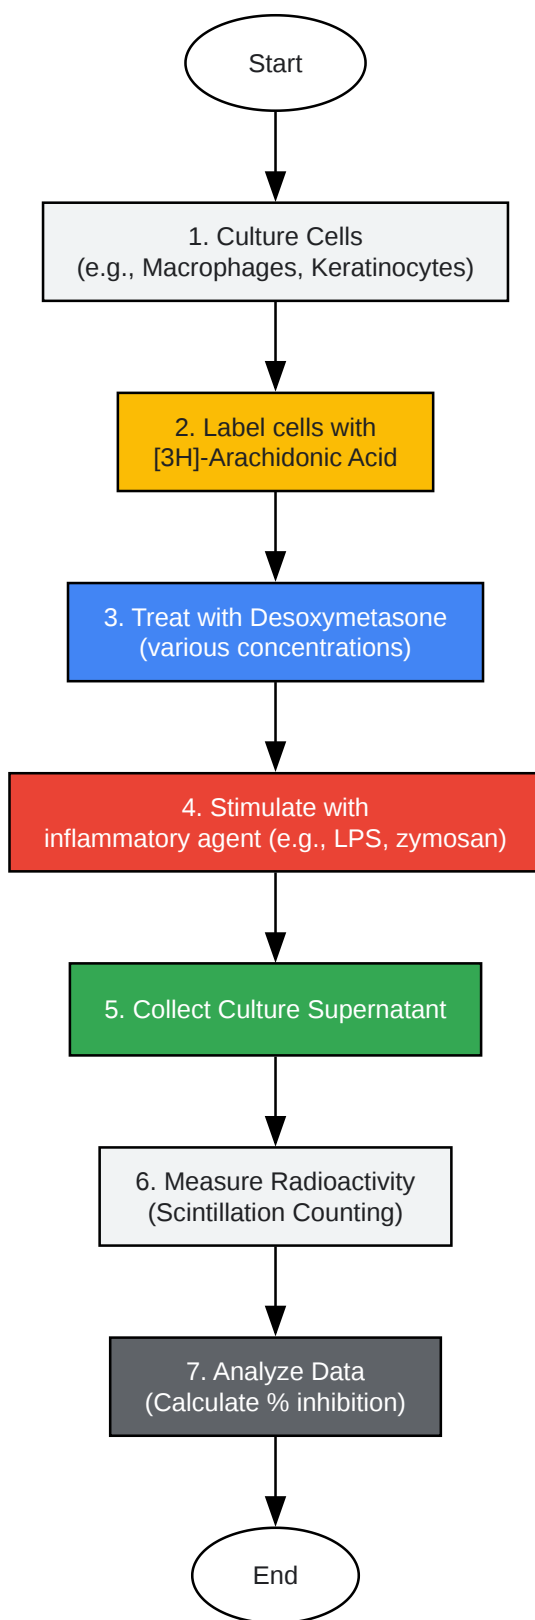 Start
1. Culture Cells
(e.g., Macrophages, Keratinocytes)
2. Label cells with
[3H]-Arachidonic Acid
3. Treat with Desoxymetasone
(various concentrations)
4. Stimulate with
inflammatory agent (e.g., LPS, zymosan)
5. Collect Culture Supernatant
6. Measure Radioactivity
(Scintillation Counting)
7. Analyze Data
(Calculate % inhibition)
End